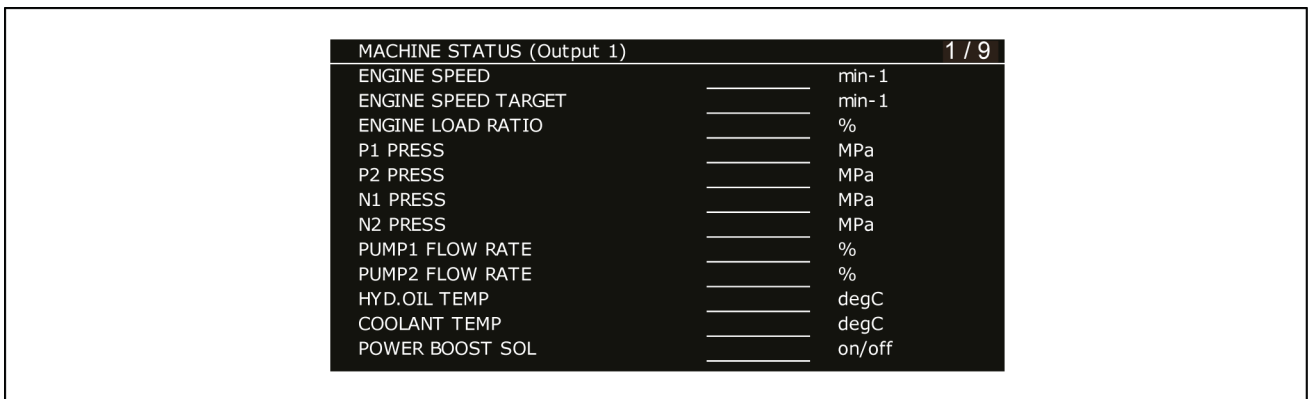 MACHINE STATUS (Output 1) 1 / 9
ENGINE SPEED min-1
ENGINE SPEED TARGET min-1
ENGINE LOAD RATIO %
P1 PRESS MPa
P2 PRESS MPa
N1 PRESS MPa
N2 PRESS MPa
PUMP1 FLOW RATE %
PUMP2 FLOW RATE %
HYD.OIL TEMP degC
COOLANT TEMP degC
POWER BOOST SOL on/off